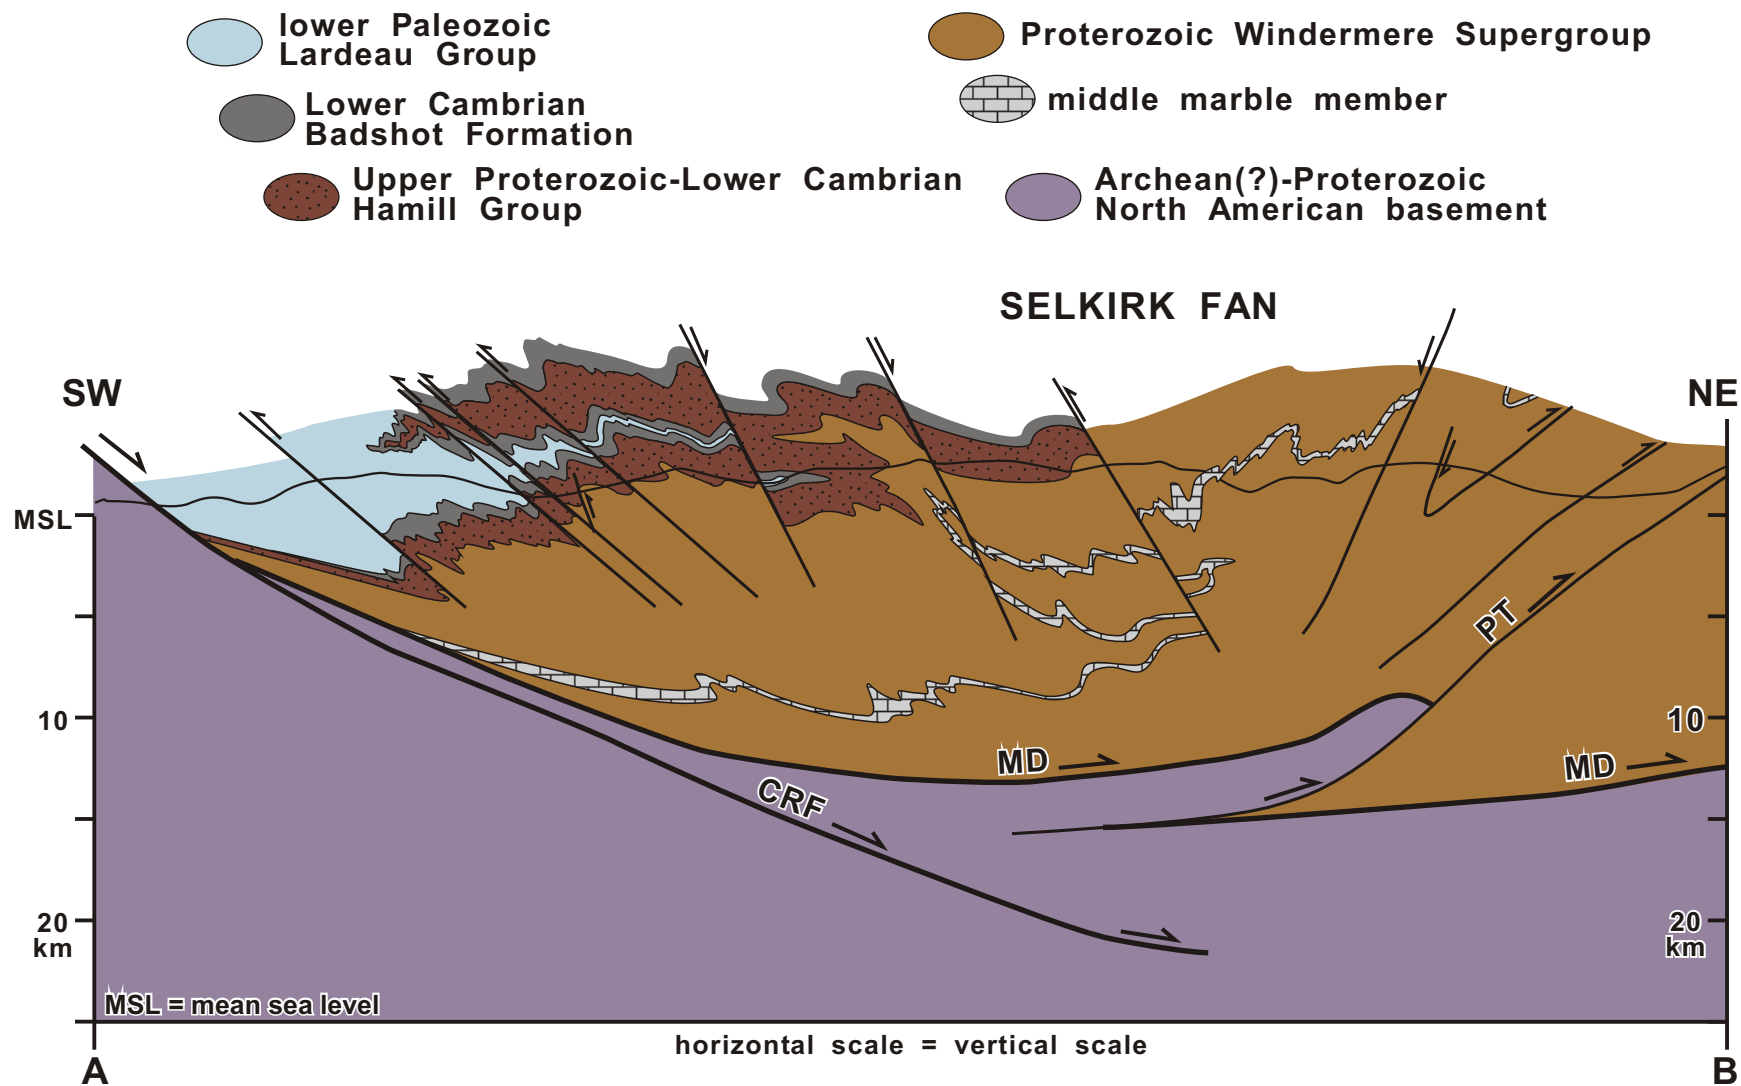 lower Paleozoic
Lardeau Group
Lower Cambrian
Badshot Formation
Upper Proterozoic-Lower Cambrian
Hamill Group
Proterozoic Windermere Supergroup
middle marble member
Archean(?)-Proterozoic
North American basement
SELKIRK FAN
SW
NE
MSL
PT
10
10
MD
MD
CRF
20
km
20
km
MSL = mean sea level
horizontal scale = vertical scale
A
B